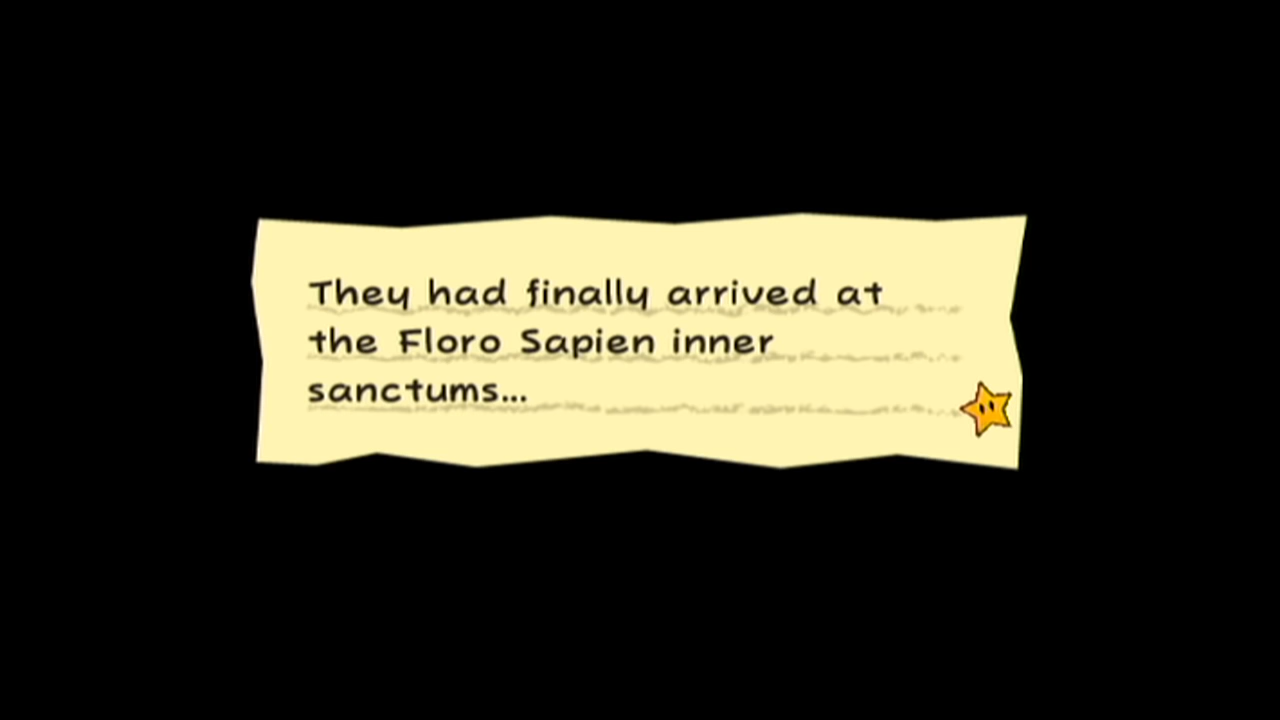 They had finally arrived at
the Floro Sapien inner
sanctums...